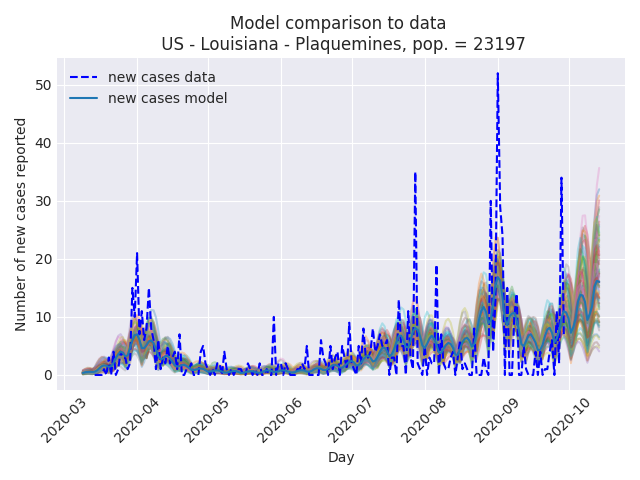 Model comparison to data
US - Louisiana - Plaquemines, pop. = 23197
new cases data
new cases model
Number of new cases reported
50
40
30
20
10
0
2020-03
2020-04
2020-05
2020-06
2020-07
2020-08
2020-09
2020-10
Day